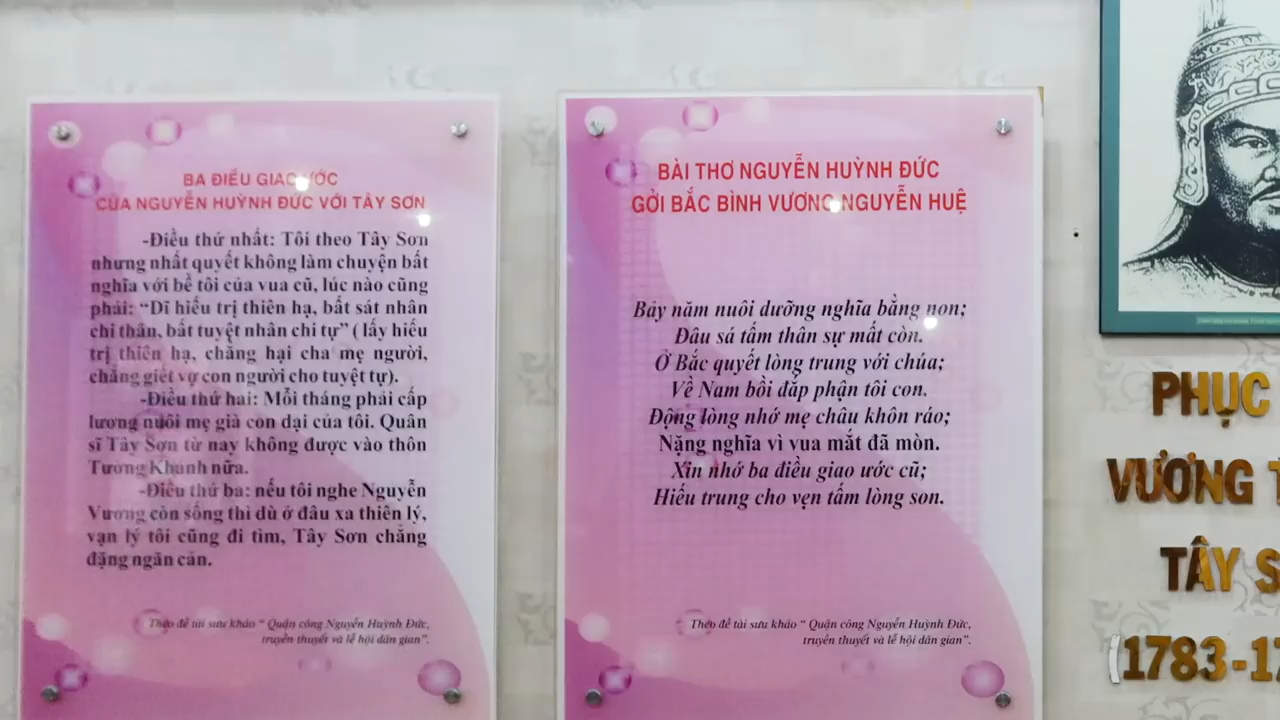 BA ĐIỀU GIAO ƯỚC
CỦA NGUYỄN HUỲNH ĐỨC VỚI TÂY SƠN
-Điều thứ nhất: Tôi theo Tây Sơn
nhưng nhất quyết không làm chuyện bất
nghĩa với bề tôi của vua cũ, lúc nào cũng
phải: “Dĩ hiếu trị thiên hạ, bất sát nhân
chi thân, bất tuyệt nhân chi tự” ( lấy hiếu
trị thiên hạ, chẳng hại cha mẹ người,
chẳng giết vợ con người cho tuyệt tự).
-Điều thứ hai: Mỗi tháng phải cấp
lương nuôi mẹ già con dại của tôi. Quân
sĩ Tây Sơn từ nay không được vào thôn
Tường Khánh nữa.
-Điều thứ ba: nếu tôi nghe Nguyễn
Vương còn sống thì dù ở đâu xa thiên lý,
vạn lý tôi cũng đi tìm, Tây Sơn chẳng
đặng ngăn cản.
Theo đề tài sưu khảo “ Quận công Nguyễn Huỳnh Đức,
truyền thuyết và lễ hội dân gian”.
BÀI THƠ NGUYỄN HUỲNH ĐỨC
GỞI BẮC BÌNH VƯƠNG NGUYỄN HUỆ
Bảy năm nuôi dưỡng nghĩa bằng non;
Đâu sá tấm thân sự mất còn.
Ở Bắc quyết lòng trung với chúa;
Về Nam bồi đắp phận tôi con.
Động lòng nhớ mẹ châu khôn ráo;
Nặng nghĩa vì vua mắt đã mòn.
Xin nhớ ba điều giao ước cũ;
Hiếu trung cho vẹn tấm lòng son.
Theo đề tài sưu khảo “ Quận công Nguyễn Huỳnh Đức,
truyền thuyết và lễ hội dân gian”.
PHỤC
VƯƠNG
TÂY S
(1783-17